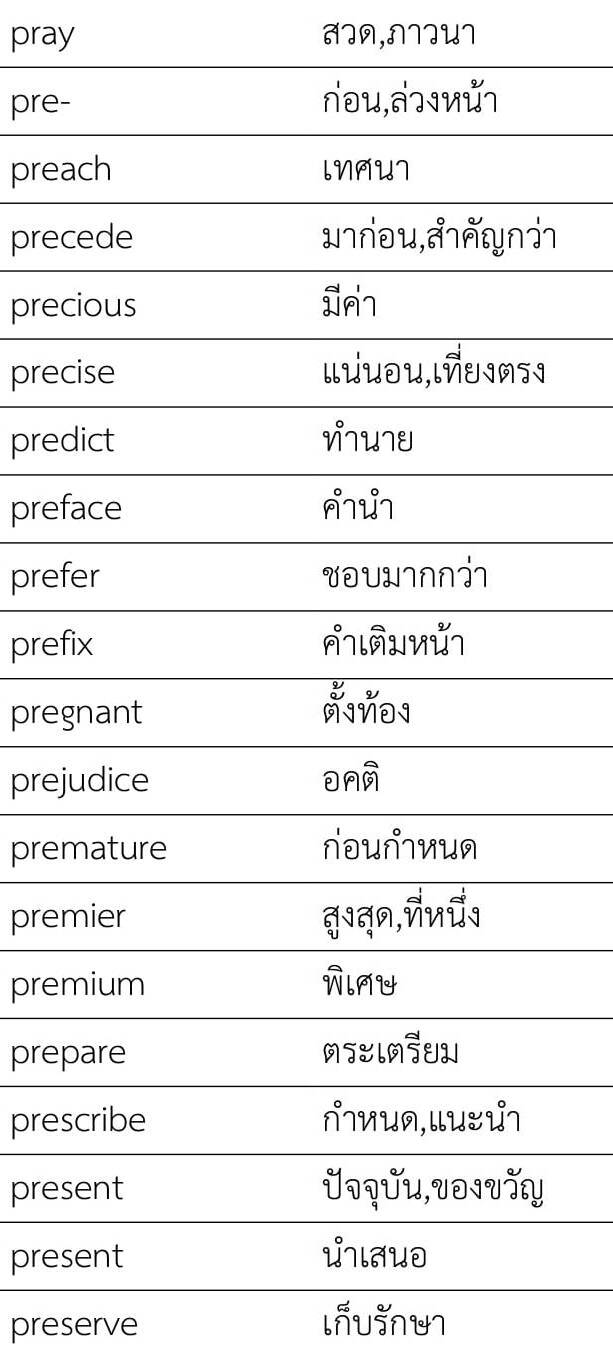 pray สวด,ภาวนา
pre- ก่อน,ล่วงหน้า
preach เทศนา
precede มาก่อน,สำคัญกว่า
precious มีค่า
precise แน่นอน,เที่ยงตรง
predict ทำนาย
preface คำนำ
prefer ชอบมากกว่า
prefix คำเติมหน้า
pregnant ตั้งท้อง
prejudice อคติ
premature ก่อนกำหนด
premier สูงสุด,ที่หนึ่ง
premium พิเศษ
prepare ตระเตรียม
prescribe กำหนด,แนะนำ
present ปัจจุบัน,ของขวัญ
present นำเสนอ
preserve เก็บรักษา